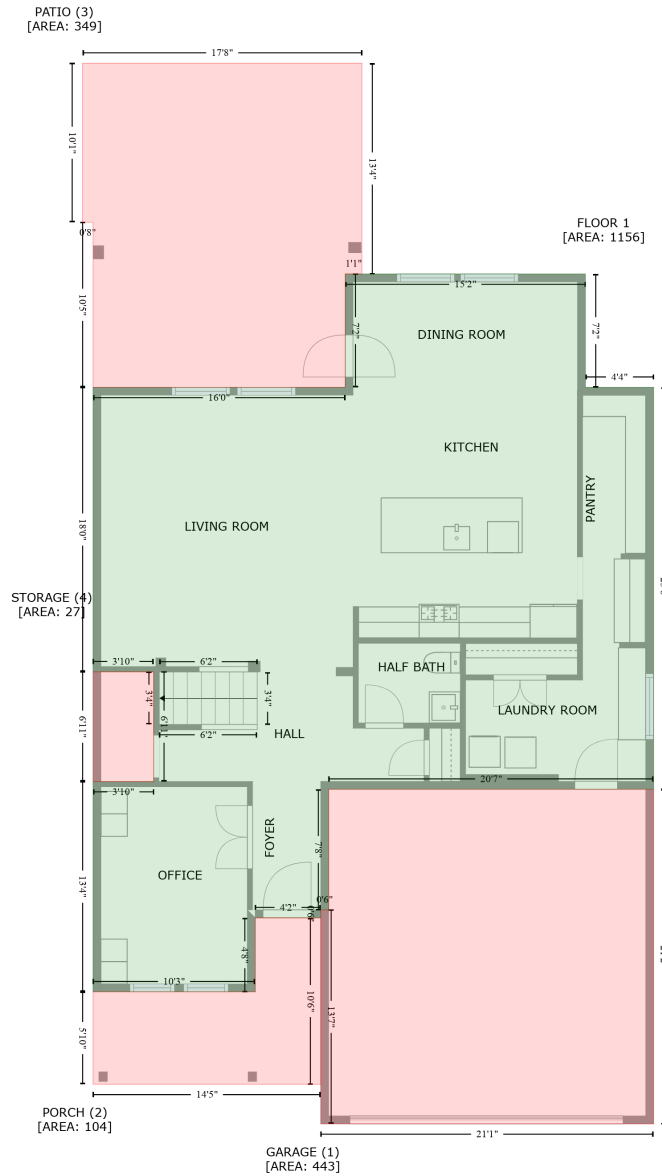 PATIO (3)
[AREA: 349]
17'8"
10'1"
13'4"
0'8"
FLOOR 1
[AREA: 1156]
1'1"
15'2"
10'5"
7'2"
7'2"
DINING ROOM
4'4"
16'0"
KITCHEN
PANTRY
LIVING ROOM
18'0"
STORAGE (4)
[AREA: 27]
3'10"
6'2"
HALF BATH
3'4"
3'4"
6'11"
6'11"
LAUNDRY ROOM
6'2"
HALL
20'7"
3'10"
7'8"
FOYER
OFFICE
13'4"
0'6"
4'2"
4'8"
10'3"
10'6"
13'7"
5'10"
14'5"
PORCH (2)
[AREA: 104]
21'1"
GARAGE (1)
[AREA: 443]